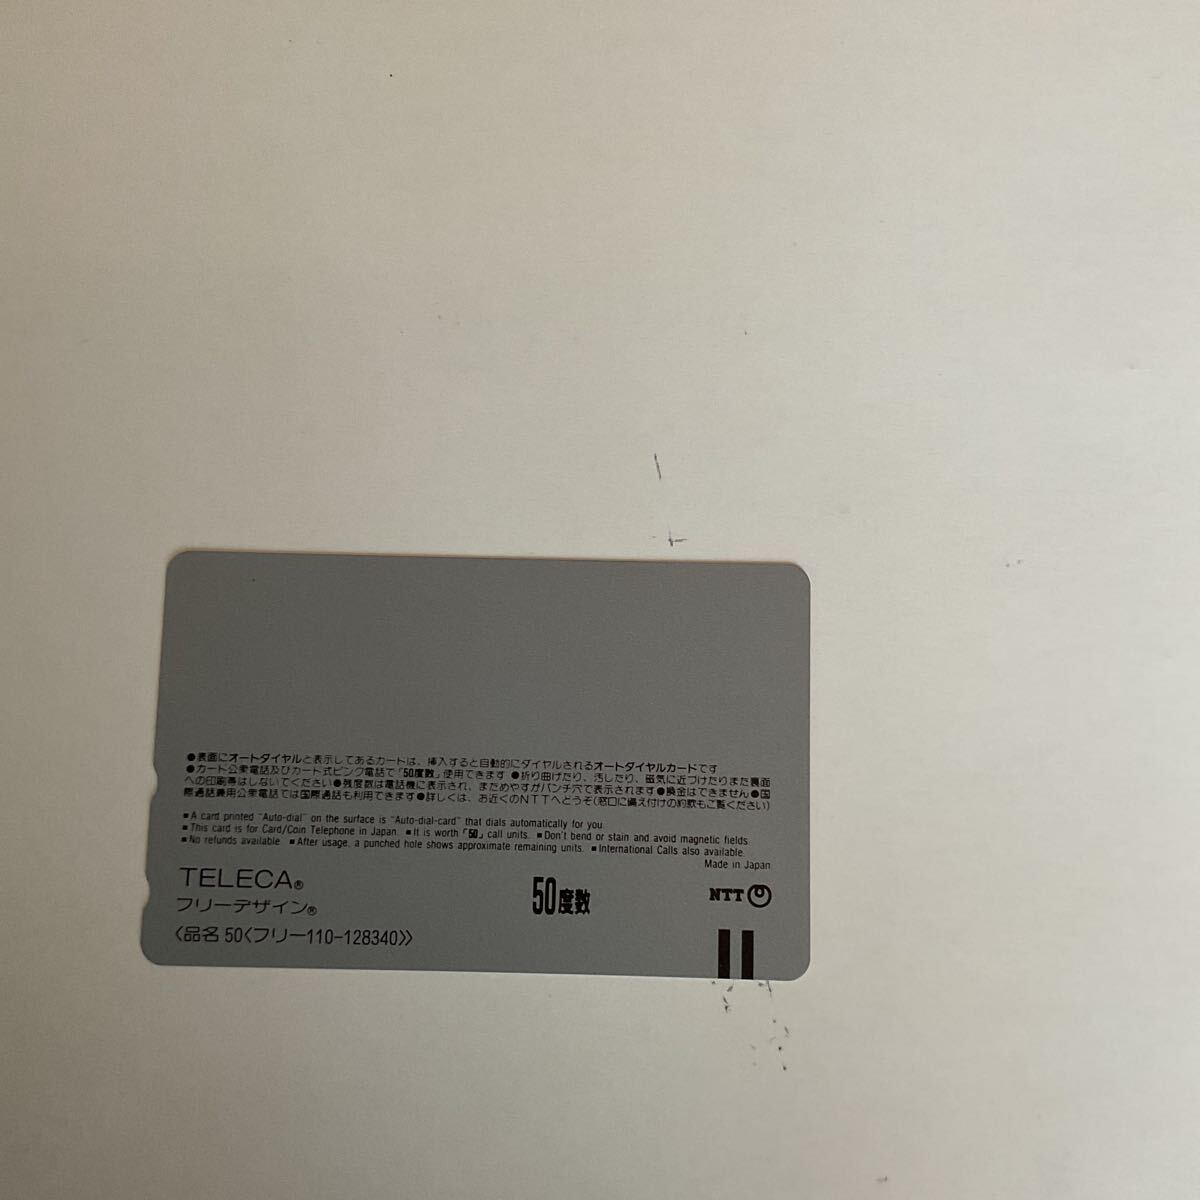 ●表面にオートダイヤルと表示してあるカードは、挿入すると自動的にダイヤルされるオートダイヤルカードです
●カード公衆電話及びカード式ピンク電話で「50度数」使用できます ●折り曲げたり、汚したり、磁気に近づけたりまた裏面
への印刷等はしないでください●残度数は電話機に表示され、まためやすがパンチ穴で表示されます●換金はできません●国
際通話兼用公衆電話では国際通話も利用できます●詳しくは、お近くのNTTへどうぞ(窓口に備え付けの約款もご覧ください)
■A card printed "Auto-dial" on the surface is "Auto-dial-card" that dials automatically for you.
■This card is for Card/Coin Telephone in Japan. ■It is worth「50」call units. ■Don't bend or stain and avoid magnetic fields.
■No refunds available. ■After usage, a punched hole shows approximate remaining units. ■International Calls also available.
Made in Japan
TELECA®
フリーデザイン®
50度数
NTT
〈品名 50〈フリー110-128340〉〉